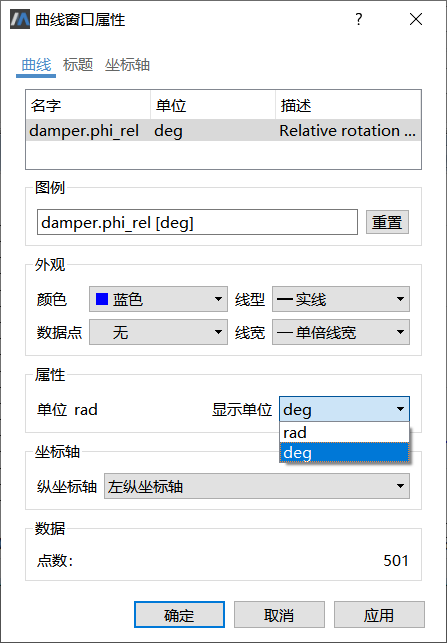 曲线窗口属性 ?
曲线 标题 坐标轴
名字 单位 描述
damper.phi_rel deg Relative rotation ...
图例
damper.phi_rel [deg] 重置
外观
颜色 蓝色 线型 实线
数据点 无 线宽 单倍线宽
属性
单位 rad 显示单位 deg
rad
deg
坐标轴
纵坐标轴 左纵坐标轴
数据
点数: 501
确定 取消 应用